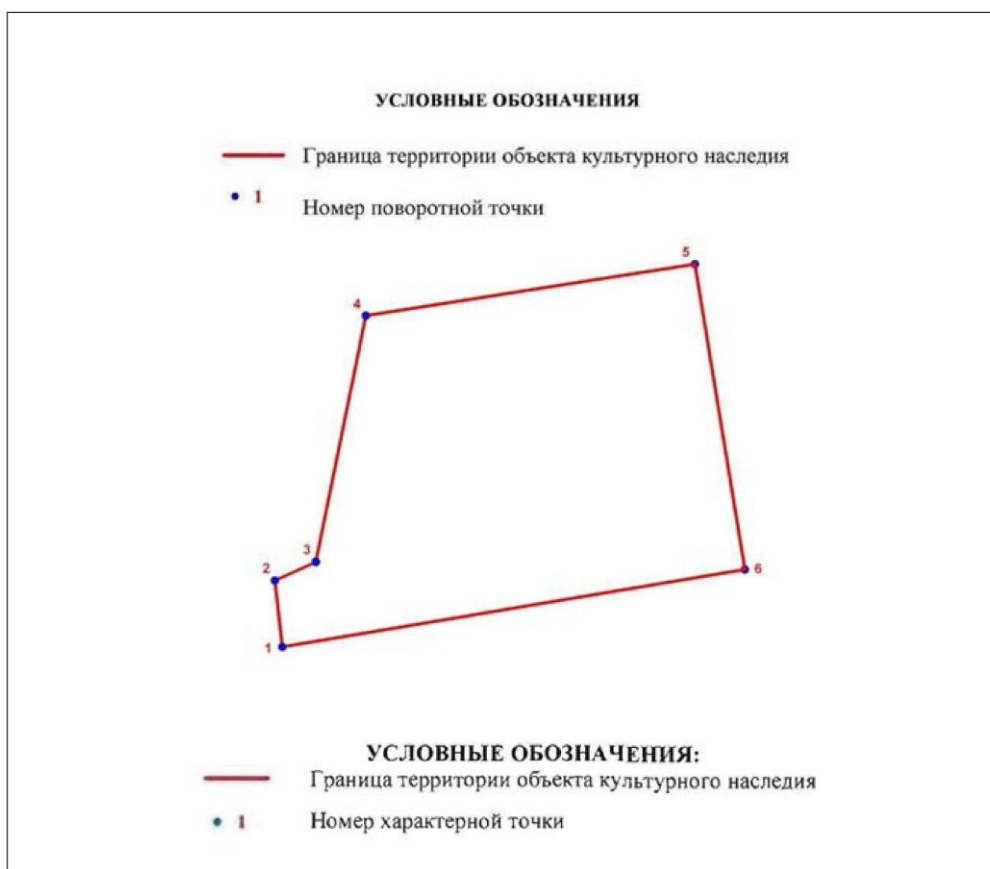 УСЛОВНЫЕ ОБОЗНАЧЕНИЯ
Граница территории объекта культурного наследия
1 Номер поворотной точки
5
4
3
2
6
1
УСЛОВНЫЕ ОБОЗНАЧЕНИЯ:
Граница территории объекта культурного наследия
1 Номер характерной точки